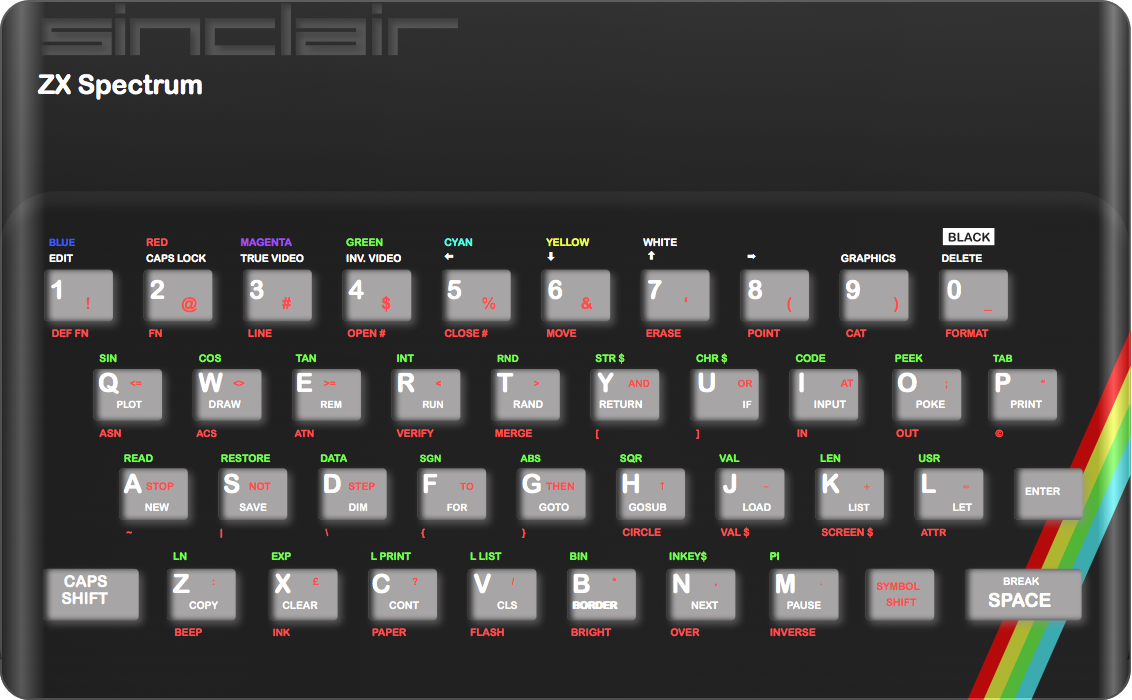 sinclair
ZX Spectrum
BLUE RED MAGENTA GREEN CYAN YELLOW WHITE BLACK
EDIT CAPS LOCK TRUE VIDEO INV. VIDEO ⬅ ⬇ ⬆ ➡ GRAPHICS DELETE
1 ! 2 @ 3 # 4 $ 5 % 6 & 7 ' 8 ( 9 ) 0 _
DEF FN FN LINE OPEN # CLOSE # MOVE ERASE POINT CAT FORMAT
SIN COS TAN INT RND STR $ CHR $ CODE PEEK TAB
Q <= W <> E >= R < T > Y AND U OR I AT O ; P "
PLOT DRAW REM RUN RAND RETURN IF INPUT POKE PRINT
ASN ACS ATN VERIFY MERGE [ ] IN OUT ©
READ RESTORE DATA SGN ABS SQR VAL LEN USR
A STOP S NOT D STEP F TO G THEN H ↑ J - K + L = ENTER
NEW SAVE DIM FOR GOTO GOSUB LOAD LIST LET
~ | \ { } CIRCLE VAL $ SCREEN $ ATTR
LN EXP L PRINT L LIST BIN INKEY$ PI
CAPS Z : X £ C ? V / B * N , M . SYMBOL BREAK
SHIFT COPY CLEAR CONT CLS BORDER NEXT PAUSE SHIFT SPACE
BEEP INK PAPER FLASH BRIGHT OVER INVERSE